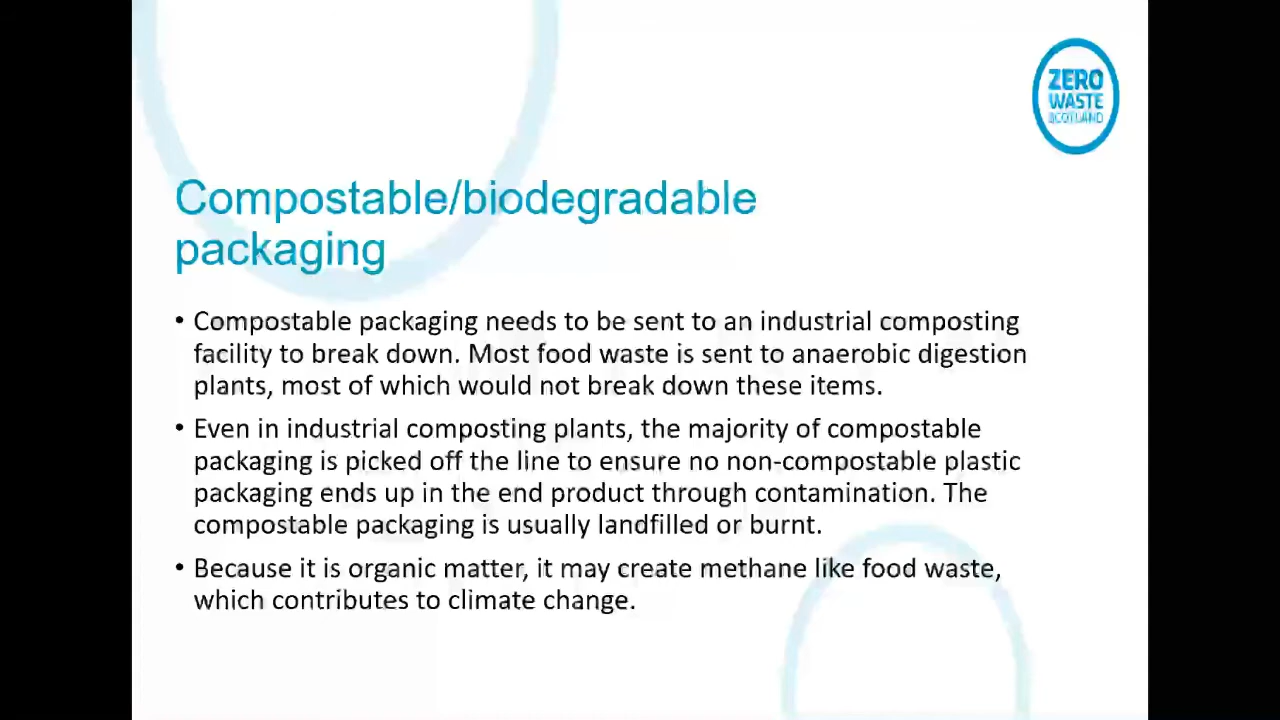 ZERO
WASTE
SCOTLAND
Compostable/biodegradable
packaging
• Compostable packaging needs to be sent to an industrial composting
facility to break down. Most food waste is sent to anaerobic digestion
plants, most of which would not break down these items.
• Even in industrial composting plants, the majority of compostable
packaging is picked off the line to ensure no non-compostable plastic
packaging ends up in the end product through contamination. The
compostable packaging is usually landfilled or burnt.
• Because it is organic matter, it may create methane like food waste,
which contributes to climate change.